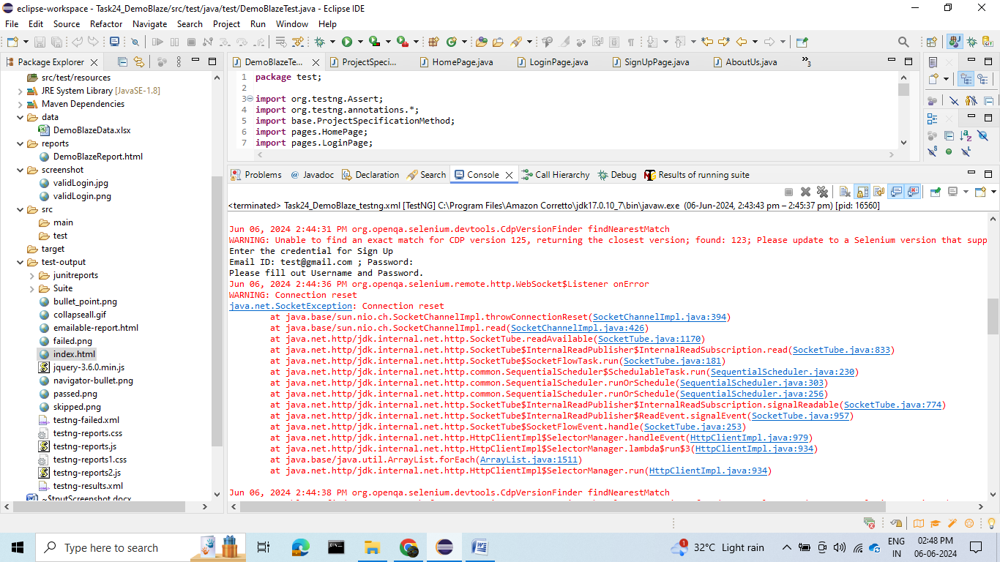 eclipse-workspace - Task24_DemoBlaze/src/test/java/test/DemoBlazeTest.java - Eclipse IDE
File Edit Source Refactor Navigate Search Project Run Window Help
Package Explorer
src/test/resources
JRE System Library [JavaSE-1.8]
Maven Dependencies
data
DemoBlazeData.xlsx
reports
DemoBlazeReport.html
screenshot
validLogin.jpg
validLogin.png
src
main
test
target
test-output
junitreports
Suite
bullet_point.png
collapseall.gif
emailable-report.html
failed.png
index.html
jquery-3.6.0.min.js
navigator-bullet.png
passed.png
skipped.png
testng-failed.xml
testng-reports.css
testng-reports.js
testng-reports1.css
testng-reports2.js
testng-results.xml
~$tputScreenshot.docx
DemoBlazeTe... ProjectSpeci... HomePage.java LoginPage.java SignUpPage.java AboutUs.java »3
1 package test;
2
3 import org.testng.Assert;
4 import org.testng.annotations.*;
5 import base.ProjectSpecificationMethod;
6 import pages.HomePage;
7 import pages.LoginPage;
Problems Javadoc Declaration Search Console Call Hierarchy Debug Results of running suite
<terminated> Task24_DemoBlaze_testng.xml [TestNG] C:\Program Files\Amazon Corretto\jdk17.0.10_7\bin\javaw.exe (06-Jun-2024, 2:43:43 pm – 2:45:37 pm) [pid: 16560]
Jun 06, 2024 2:44:31 PM org.openqa.selenium.devtools.CdpVersionFinder findNearestMatch
WARNING: Unable to find an exact match for CDP version 125, returning the closest version; found: 123; Please update to a Selenium version that supp
Enter the credential for Sign Up
Email ID: test@gmail.com ; Password:
Please fill out Username and Password.
Jun 06, 2024 2:44:36 PM org.openqa.selenium.remote.http.WebSocket$Listener onError
WARNING: Connection reset
java.net.SocketException: Connection reset
at java.base/sun.nio.ch.SocketChannelImpl.throwConnectionReset(SocketChannelImpl.java:394)
at java.base/sun.nio.ch.SocketChannelImpl.read(SocketChannelImpl.java:426)
at java.net.http/jdk.internal.net.http.SocketTube.readAvailable(SocketTube.java:1170)
at java.net.http/jdk.internal.net.http.SocketTube$InternalReadPublisher$InternalReadSubscription.read(SocketTube.java:833)
at java.net.http/jdk.internal.net.http.SocketTube$SocketFlowTask.run(SocketTube.java:181)
at java.net.http/jdk.internal.net.http.common.SequentialScheduler$SchedulableTask.run(SequentialScheduler.java:230)
at java.net.http/jdk.internal.net.http.common.SequentialScheduler.runOrSchedule(SequentialScheduler.java:303)
at java.net.http/jdk.internal.net.http.common.SequentialScheduler.runOrSchedule(SequentialScheduler.java:256)
at java.net.http/jdk.internal.net.http.SocketTube$InternalReadPublisher$InternalReadSubscription.signalReadable(SocketTube.java:774)
at java.net.http/jdk.internal.net.http.SocketTube$InternalReadPublisher$ReadEvent.signalEvent(SocketTube.java:957)
at java.net.http/jdk.internal.net.http.SocketTube$SocketFlowEvent.handle(SocketTube.java:253)
at java.net.http/jdk.internal.net.http.HttpClientImpl$SelectorManager.handleEvent(HttpClientImpl.java:979)
at java.net.http/jdk.internal.net.http.HttpClientImpl$SelectorManager.lambda$run$3(HttpClientImpl.java:934)
at java.base/java.util.ArrayList.forEach(ArrayList.java:1511)
at java.net.http/jdk.internal.net.http.HttpClientImpl$SelectorManager.run(HttpClientImpl.java:934)
Jun 06, 2024 2:44:38 PM org.openqa.selenium.devtools.CdpVersionFinder findNearestMatch
Type here to search
1
32°C Light rain
ENG
IN
02:48 PM
06-06-2024